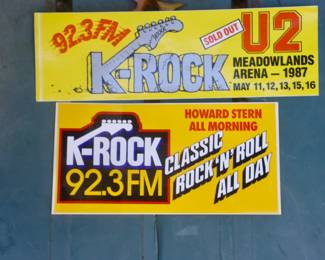 92.3FM
K-ROCK
SOLD OUT
U2
MEADOWLANDS
ARENA — 1987
MAY 11, 12, 13, 15, 16
HOWARD STERN
ALL MORNING
K-ROCK
92.3FM
CLASSIC
ROCK 'N' ROLL
ALL DAY